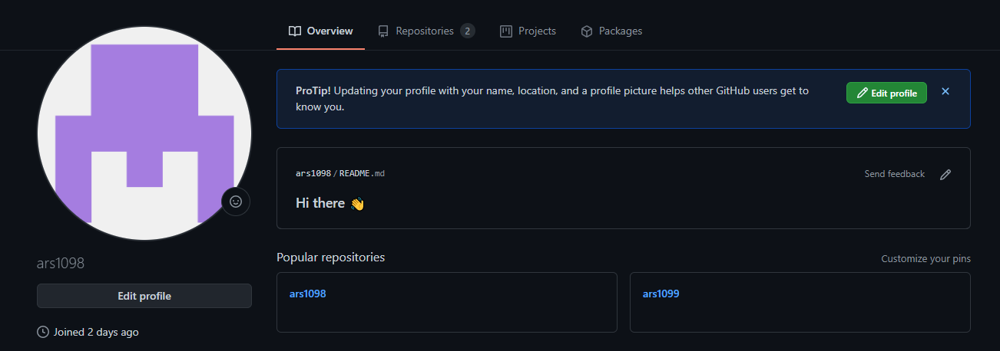 Overview Repositories 2 Projects Packages
ProTip! Updating your profile with your name, location, and a profile picture helps other GitHub users get to
know you.
Edit profile
ars1098/README.md
Send feedback
Hi there 👋
ars1098
Edit profile
Joined 2 days ago
Popular repositories
Customize your pins
ars1098
ars1099